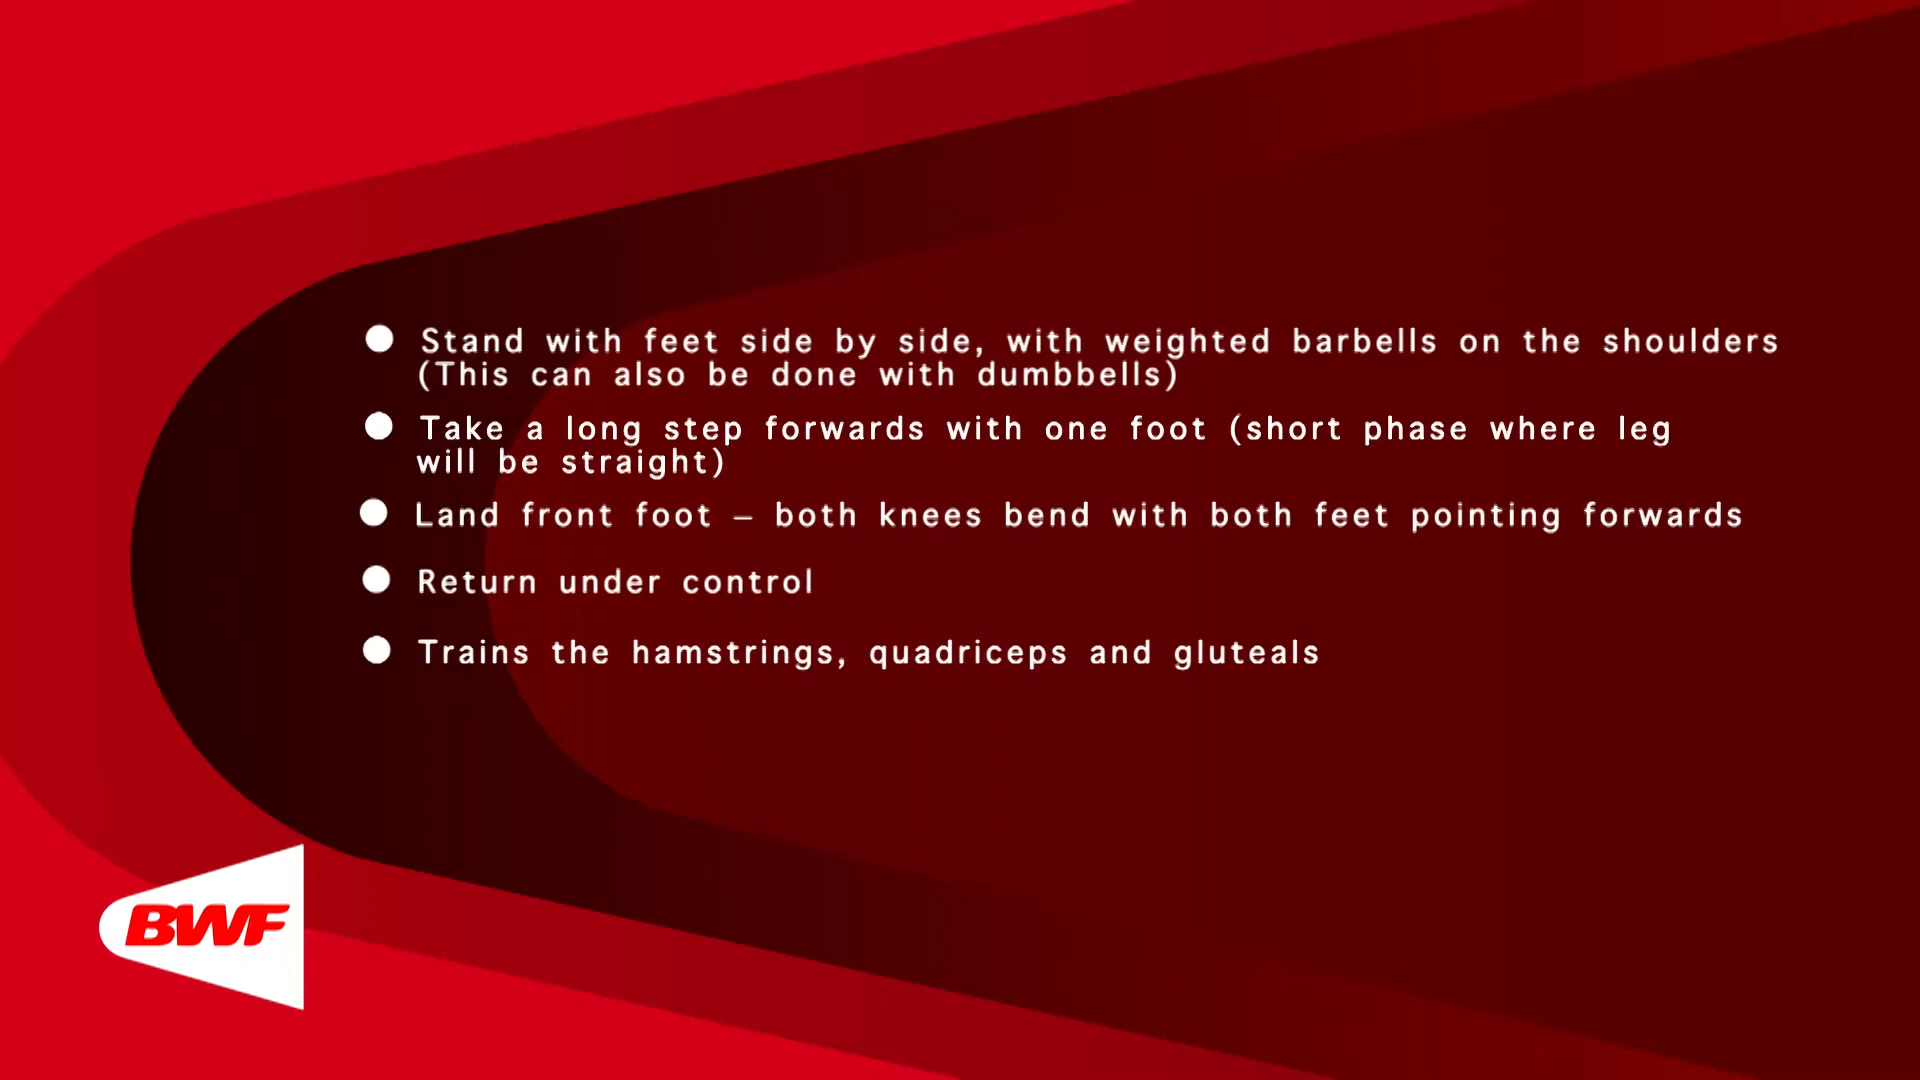 ● Stand with feet side by side, with weighted barbells on the shoulders
(This can also be done with dumbbells)
● Take a long step forwards with one foot (short phase where leg
will be straight)
● Land front foot – both knees bend with both feet pointing forwards
● Return under control
● Trains the hamstrings, quadriceps and gluteals
BWF